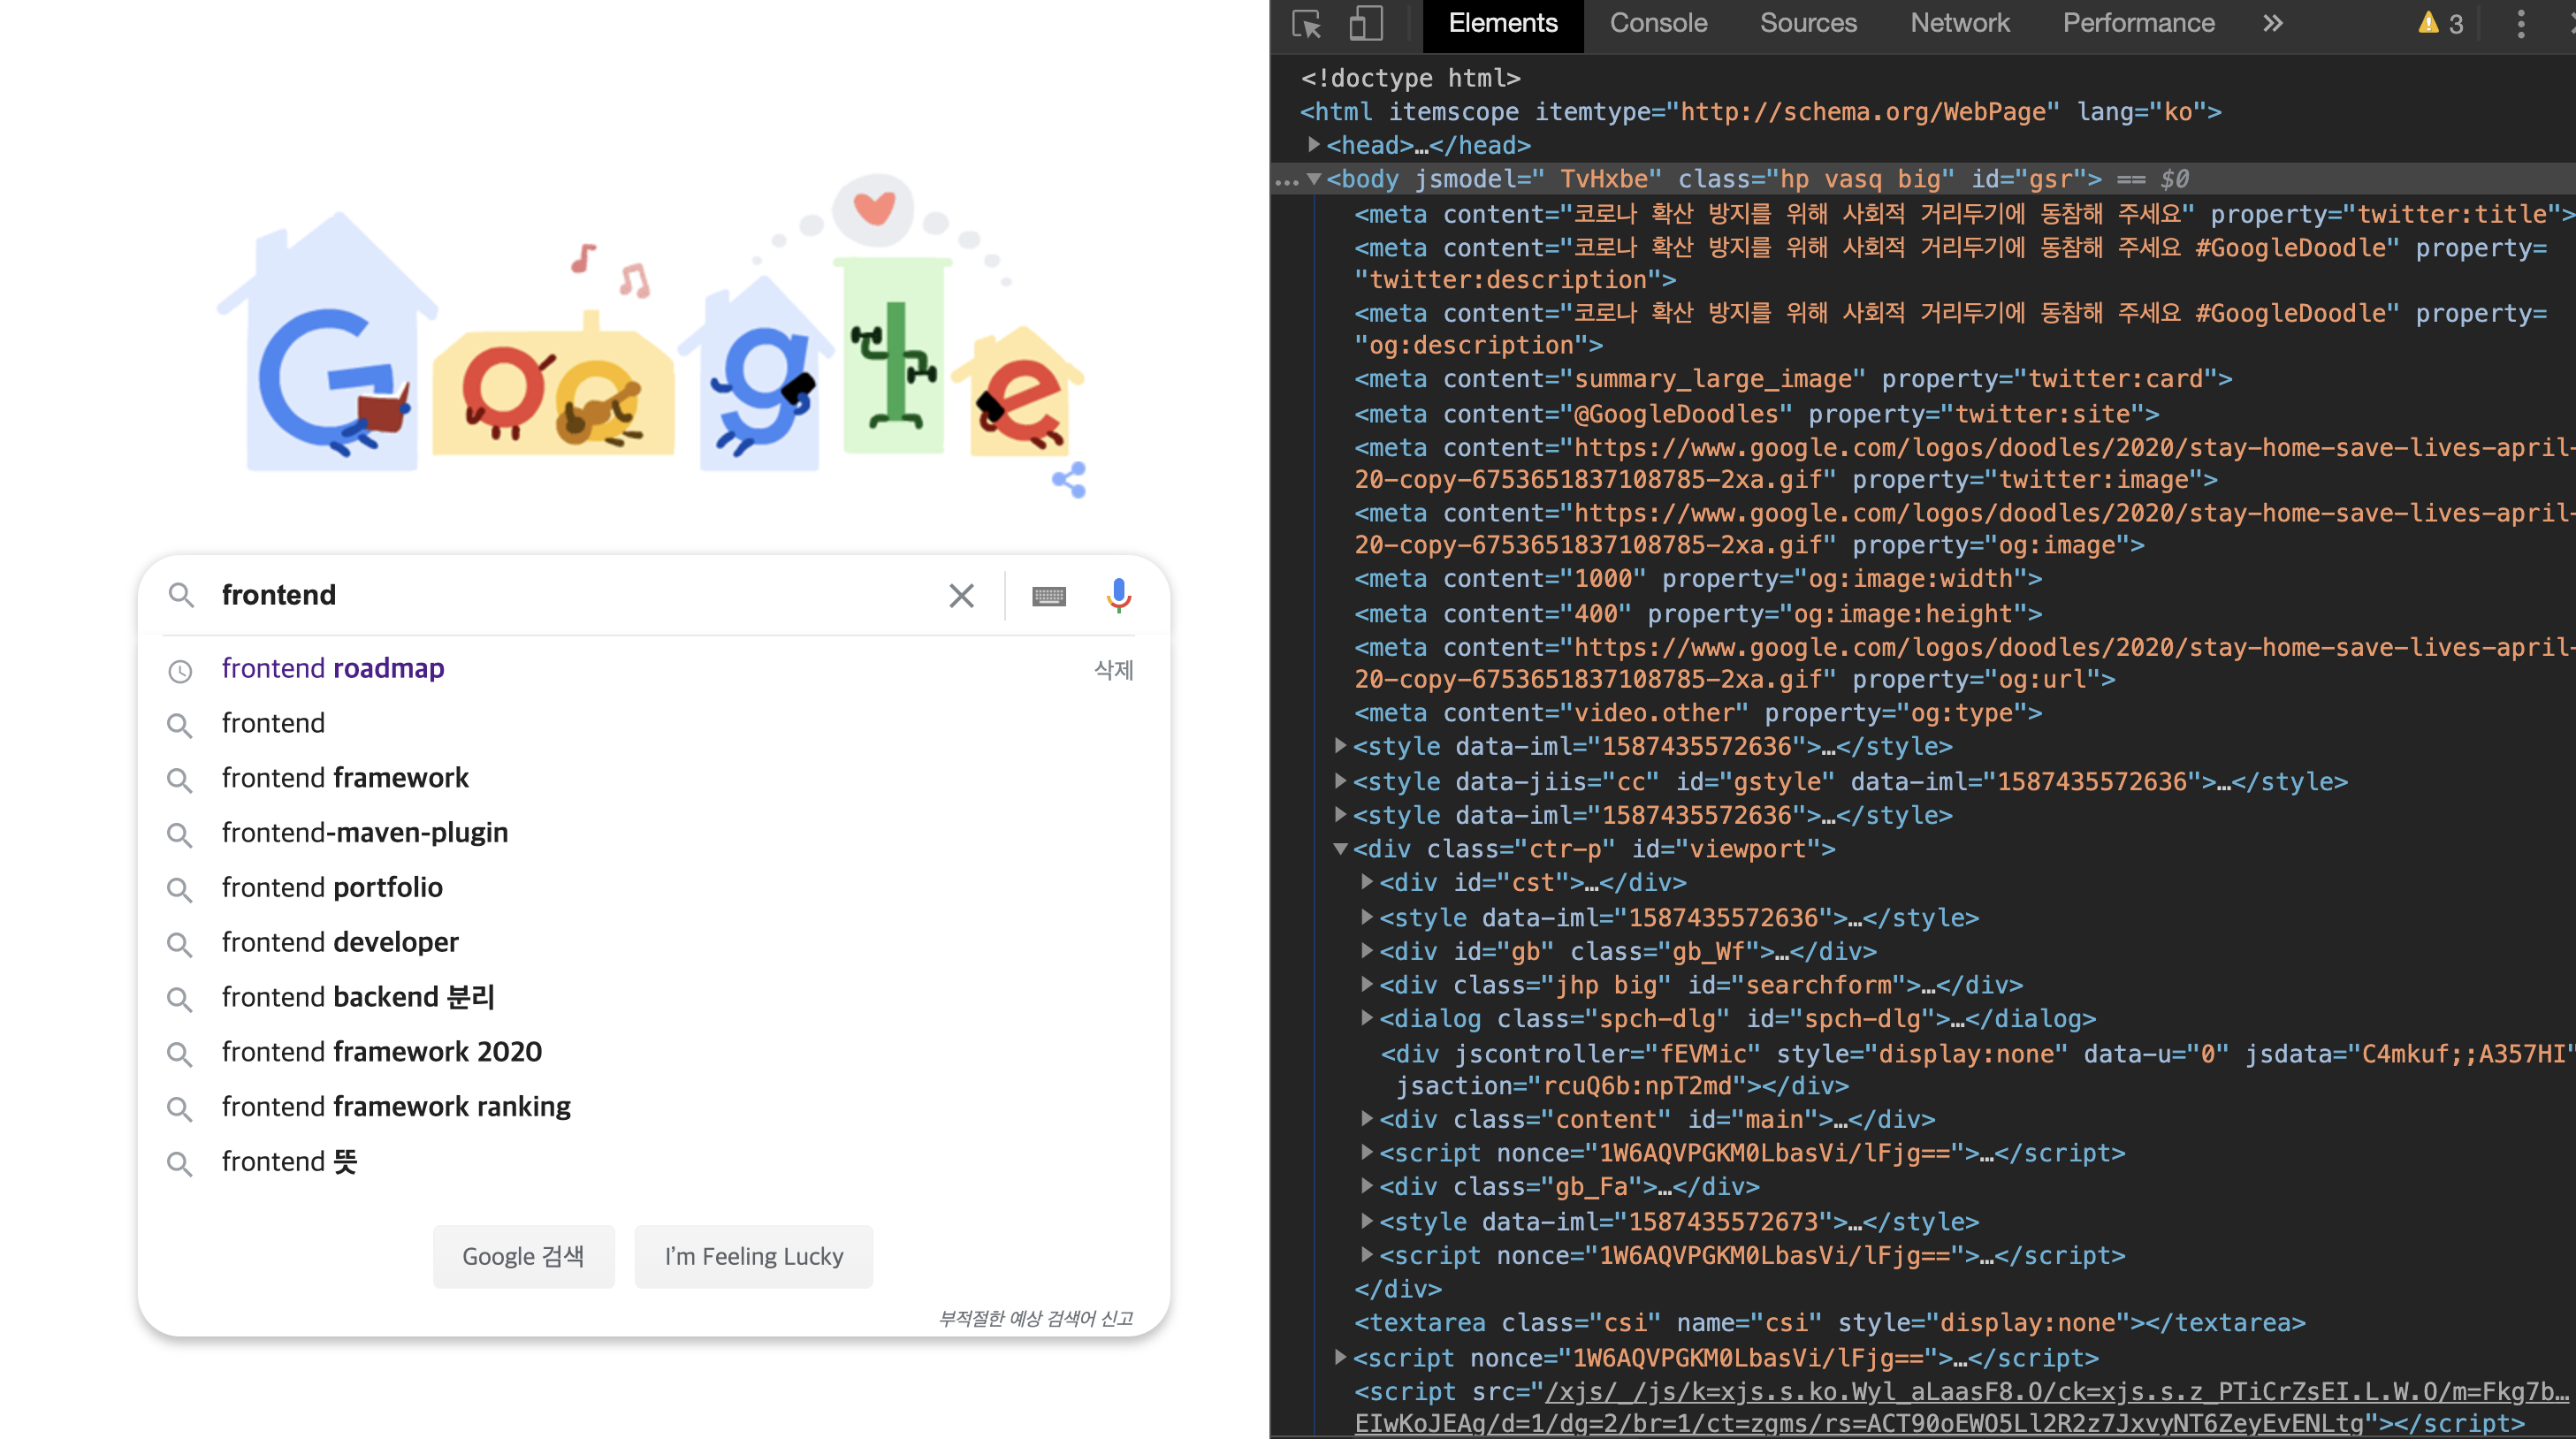 Google
frontend
frontend roadmap 삭제
frontend
frontend framework
frontend-maven-plugin
frontend portfolio
frontend developer
frontend backend 분리
frontend framework 2020
frontend framework ranking
frontend 뜻
Google 검색 I'm Feeling Lucky
부적절한 예상 검색어 신고
Elements Console Sources Network Performance » 3
<!doctype html>
<html itemscope itemtype="http://schema.org/WebPage" lang="ko">
<head>…</head>
… <body jsmodel=" TvHxbe" class="hp vasq big" id="gsr"> == $0
<meta content="코로나 확산 방지를 위해 사회적 거리두기에 동참해 주세요" property="twitter:title">
<meta content="코로나 확산 방지를 위해 사회적 거리두기에 동참해 주세요 #GoogleDoodle" property=
"twitter:description">
<meta content="코로나 확산 방지를 위해 사회적 거리두기에 동참해 주세요 #GoogleDoodle" property=
"og:description">
<meta content="summary_large_image" property="twitter:card">
<meta content="@GoogleDoodles" property="twitter:site">
<meta content="https://www.google.com/logos/doodles/2020/stay-home-save-lives-april-
20-copy-6753651837108785-2xa.gif" property="twitter:image">
<meta content="https://www.google.com/logos/doodles/2020/stay-home-save-lives-april-
20-copy-6753651837108785-2xa.gif" property="og:image">
<meta content="1000" property="og:image:width">
<meta content="400" property="og:image:height">
<meta content="https://www.google.com/logos/doodles/2020/stay-home-save-lives-april-
20-copy-6753651837108785-2xa.gif" property="og:url">
<meta content="video.other" property="og:type">
<style data-iml="1587435572636">…</style>
<style data-jiis="cc" id="gstyle" data-iml="1587435572636">…</style>
<style data-iml="1587435572636">…</style>
<div class="ctr-p" id="viewport">
<div id="cst">…</div>
<style data-iml="1587435572636">…</style>
<div id="gb" class="gb_Wf">…</div>
<div class="jhp big" id="searchform">…</div>
<dialog class="spch-dlg" id="spch-dlg">…</dialog>
<div jscontroller="fEVMic" style="display:none" data-u="0" jsdata="C4mkuf;;A357HI"
jsaction="rcuQ6b:npT2md"></div>
<div class="content" id="main">…</div>
<script nonce="1W6AQVPGKM0LbasVi/lFjg==">…</script>
<div class="gb_Fa">…</div>
<style data-iml="1587435572673">…</style>
<script nonce="1W6AQVPGKM0LbasVi/lFjg==">…</script>
</div>
<textarea class="csi" name="csi" style="display:none"></textarea>
<script nonce="1W6AQVPGKM0LbasVi/lFjg==">…</script>
<script src="/xjs/_/js/k=xjs.s.ko.Wyl_aLaasF8.O/ck=xjs.s.z_PTiCrZsEI.L.W.O/m=Fkg7b…
EIwKoJEAg/d=1/dg=2/br=1/ct=zgms/rs=ACT90oEWO5Ll2R2z7JxvyNT6ZeyEvENLtg"></script>